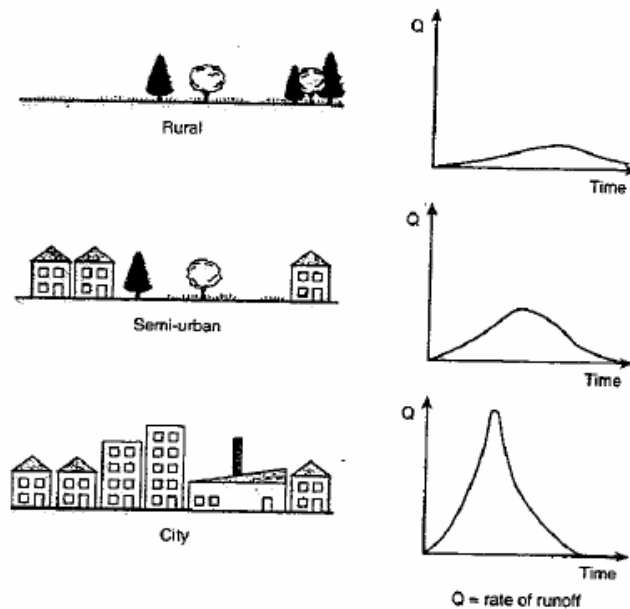 Q
Rural
Time
Q
Semi-urban
Time
Q
City
Time
Q = rate of runoff